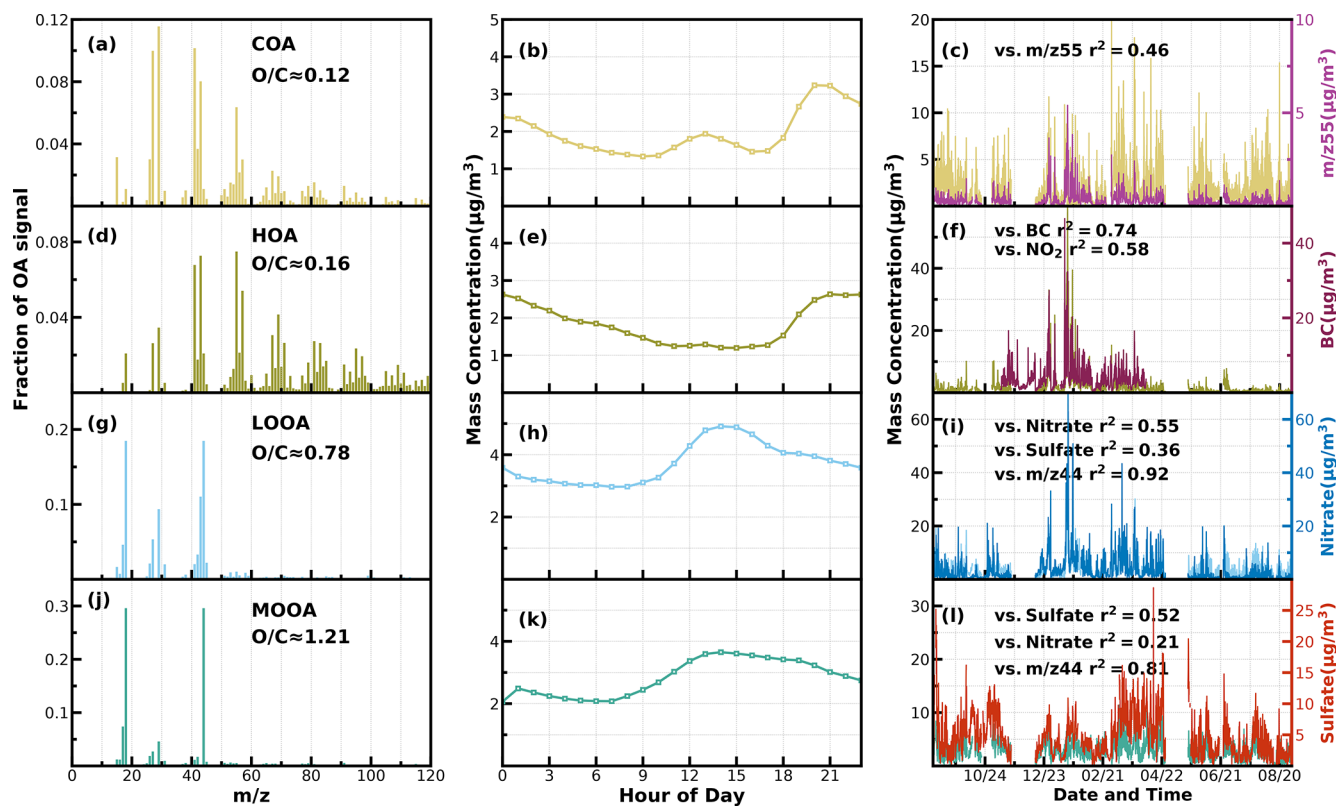 (a)
COA
O/C≈0.12
0.12
0.08
0.04
(b)
5
4
3
2
1
(c)
vs. m/z55 r² = 0.46
20
15
10
5
10
5
m/z55(μg/m³)
(d)
HOA
O/C≈0.16
0.08
0.04
(e)
4
3
2
1
(f)
vs. BC r² = 0.74
vs. NO₂ r² = 0.58
40
20
40
20
BC(μg/m³)
Fraction of OA signal
Mass Concentration(μg/m³)
Mass Concentration(μg/m³)
(g)
LOOA
O/C≈0.78
0.2
0.1
(h)
4
2
(i)
vs. Nitrate r² = 0.55
vs. Sulfate r² = 0.36
vs. m/z44 r² = 0.92
60
40
20
60
40
20
Nitrate(μg/m³)
(j)
MOOA
O/C≈1.21
0.3
0.2
0.1
(k)
4
2
(l)
vs. Sulfate r² = 0.52
vs. Nitrate r² = 0.21
vs. m/z44 r² = 0.81
30
20
10
25
20
15
10
5
Sulfate(μg/m³)
0 20 40 60 80 100 120
m/z
0 3 6 9 12 15 18 21
Hour of Day
10/24 12/23 02/21 04/22 06/21 08/20
Date and Time